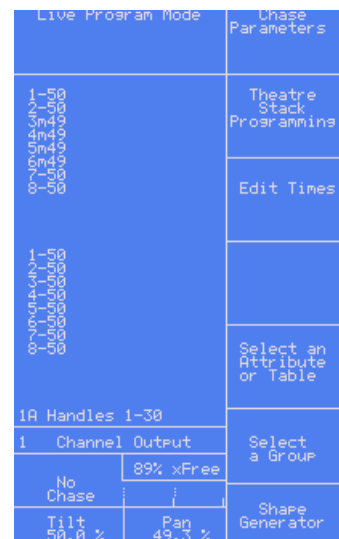 Live Program Mode
Chase
Parameters
1-50
2-50
3m49
4m49
5m49
6m49
7-50
8-50
Theatre
Stack
Programming
Edit Times
1-50
2-50
3-50
4-50
5-50
6-50
7-50
8-50
Select an
Attribute
or Table
1A Handles 1-30
1 Channel Output
89% xFree
No
Chase
Select
a Group
Tilt
50.0 %
Pan
49.3 %
Shape
Generator